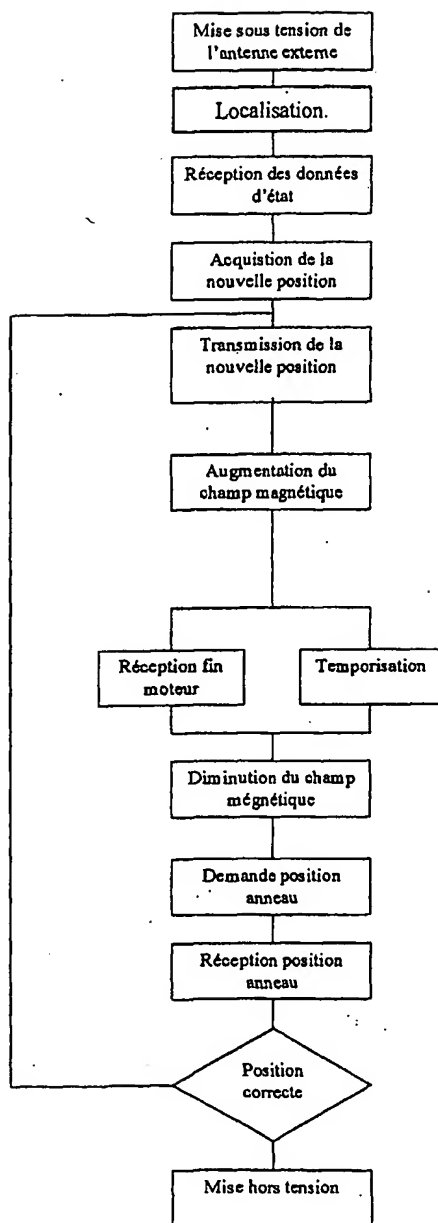 Mise sous tension de
l'antenne externe
Localisation.
Réception des données
d'état
Acquistion de la
nouvelle position
Transmission de la
nouvelle position
Augmentation du
champ magnétique
Réception fin
moteur
Temporisation
Diminution du champ
mégnétique
Demande position
anneau
Réception position
anneau
Position
correcte
Mise hors tension